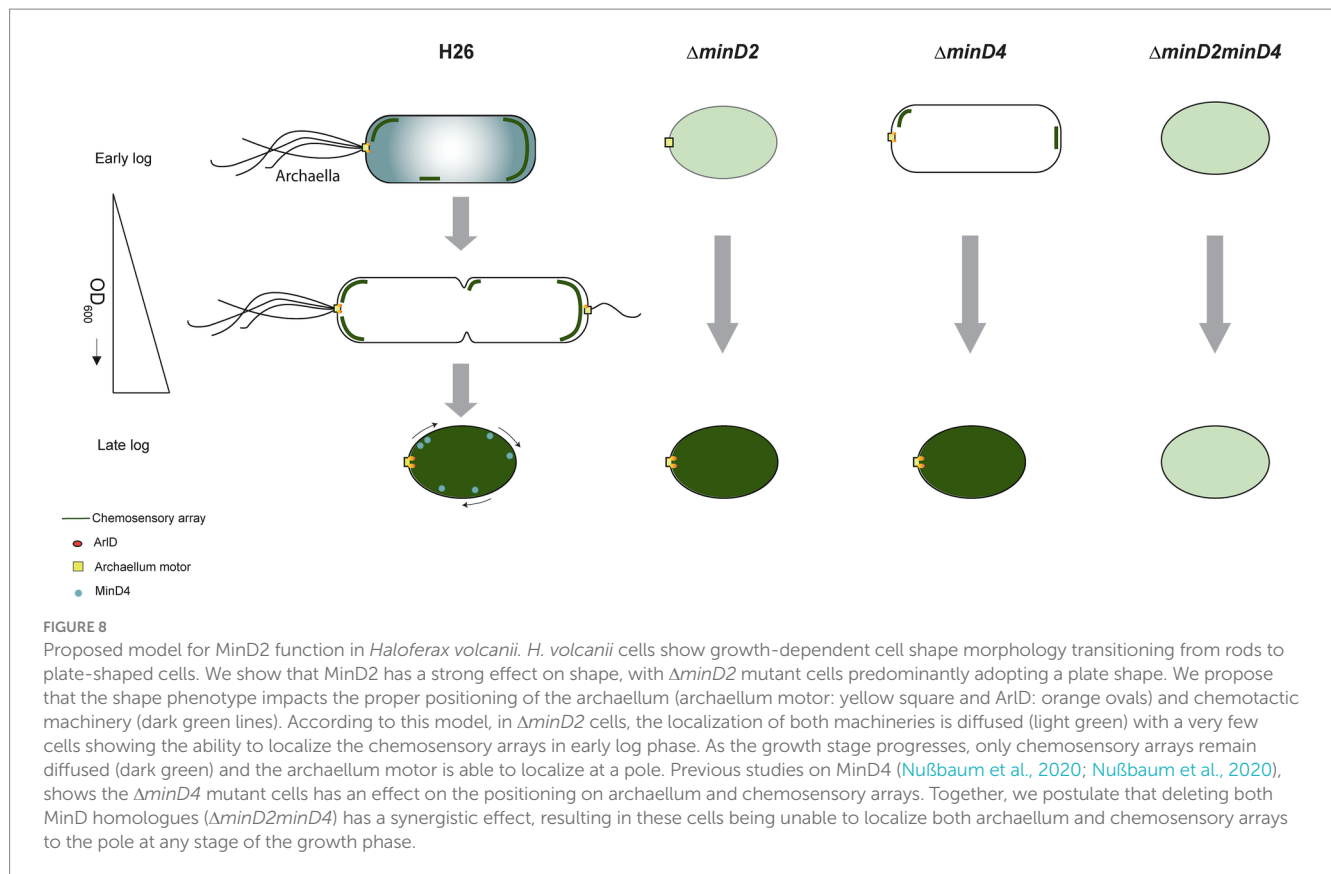 H26
ΔminD2
ΔminD4
ΔminD2minD4
Early log
Archaella
OD600
Late log
Chemosensory array
ArlD
Archaellum motor
MinD4
FIGURE 8
Proposed model for MinD2 function in Haloferax volcanii. H. volcanii cells show growth-dependent cell shape morphology transitioning from rods to
plate-shaped cells. We show that MinD2 has a strong effect on shape, with ΔminD2 mutant cells predominantly adopting a plate shape. We propose
that the shape phenotype impacts the proper positioning of the archaellum (archaellum motor: yellow square and ArlD: orange ovals) and chemotactic
machinery (dark green lines). According to this model, in ΔminD2 cells, the localization of both machineries is diffused (light green) with a very few
cells showing the ability to localize the chemosensory arrays in early log phase. As the growth stage progresses, only chemosensory arrays remain
diffused (dark green) and the archaellum motor is able to localize at a pole. Previous studies on MinD4 (Nußbaum et al., 2020; Nußbaum et al., 2020),
shows the ΔminD4 mutant cells has an effect on the positioning on archaellum and chemosensory arrays. Together, we postulate that deleting both
MinD homologues (ΔminD2minD4) has a synergistic effect, resulting in these cells being unable to localize both archaellum and chemosensory arrays
to the pole at any stage of the growth phase.